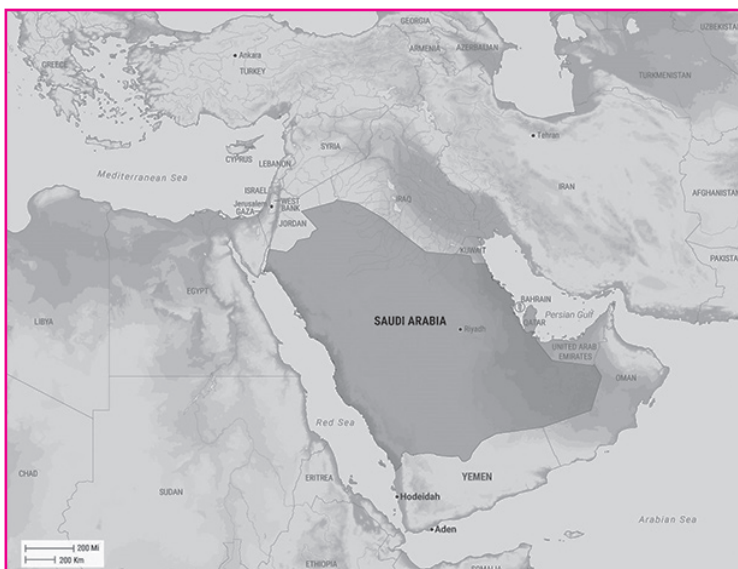 GEORGIA
UZBEKISTAN
GREECE
Ankara
TURKEY
ARMENIA
AZERBAIJAN
TURKMENISTAN
Tehran
CYPRUS
SYRIA
LEBANON
Mediterranean Sea
ISRAEL
WEST
BANK
Jerusalem
GAZA
JORDAN
IRAQ
IRAN
AFGHANISTAN
KUWAIT
PAKISTAN
EGYPT
LIBYA
BAHRAIN
Persian Gulf
QATAR
SAUDI ARABIA
Riyadh
UNITED ARAB
EMIRATES
OMAN
Red Sea
CHAD
SUDAN
ERITREA
YEMEN
Hodeidah
Aden
Arabian Sea
ETHIOPIA
SOMALIA
200 Mi
200 Km